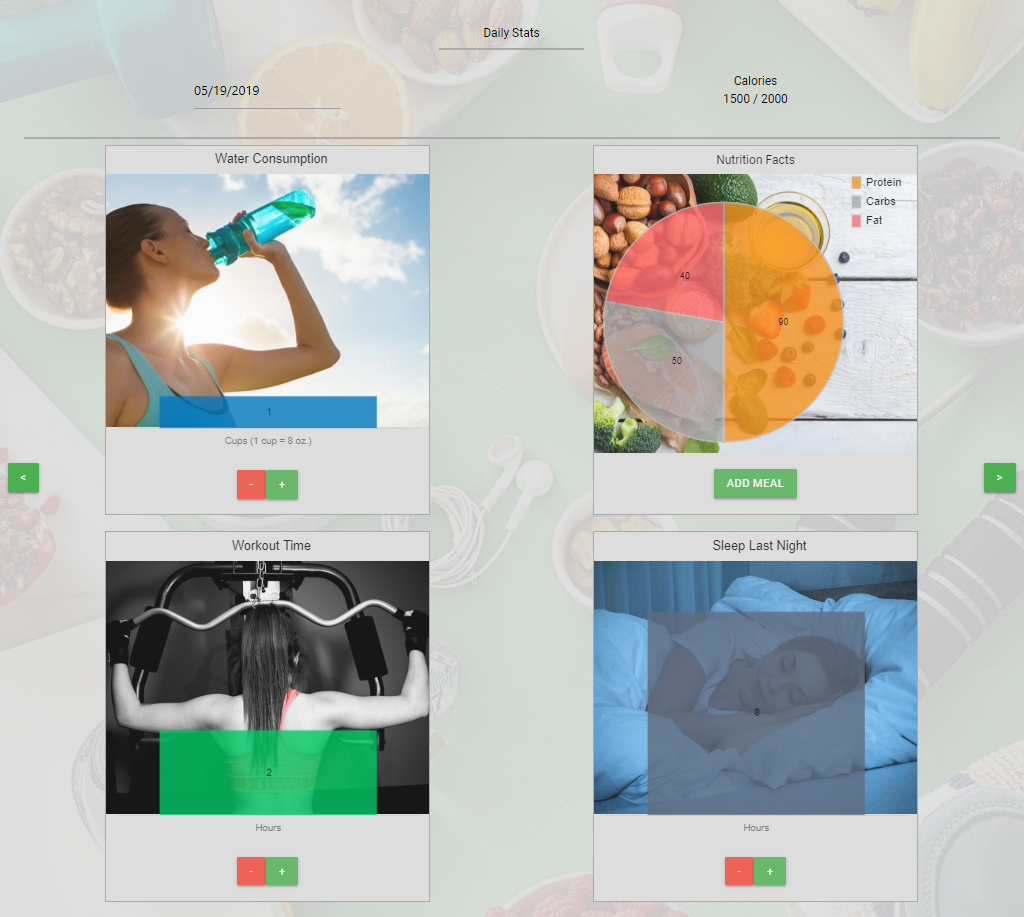 Daily Stats
05/19/2019
Calories
1500 / 2000
Water Consumption
1
Cups (1 cup = 8 oz.)
- +
Nutrition Facts
Protein
Carbs
Fat
40
90
50
ADD MEAL
<
>
Workout Time
2
Hours
- +
Sleep Last Night
8
Hours
- +